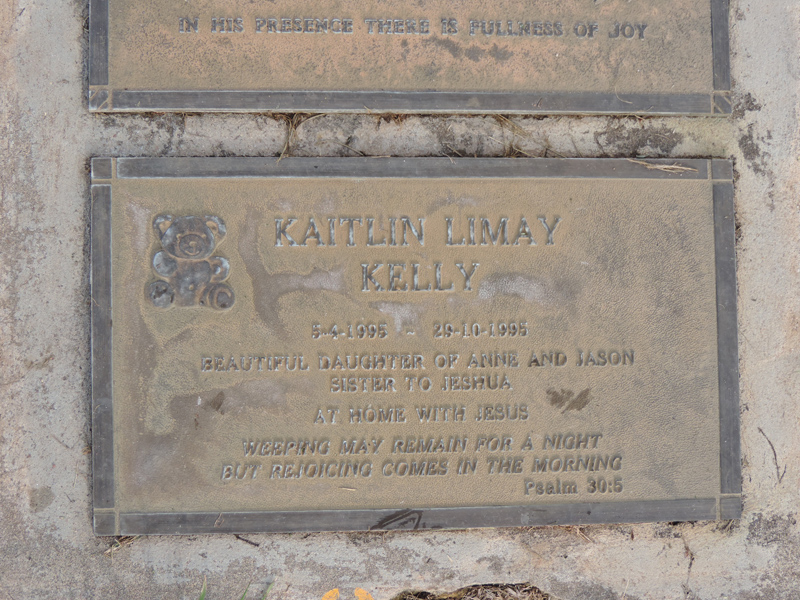 IN HIS PRESENCE THERE IS FULLNESS OF JOY
KAITLIN LIMAY
KELLY
5-4-1995 ~ 29-10-1995
BEAUTIFUL DAUGHTER OF ANNE AND JASON
SISTER TO JESHUA
AT HOME WITH JESUS
WEEPING MAY REMAIN FOR A NIGHT
BUT REJOICING COMES IN THE MORNING
Psalm 30:5